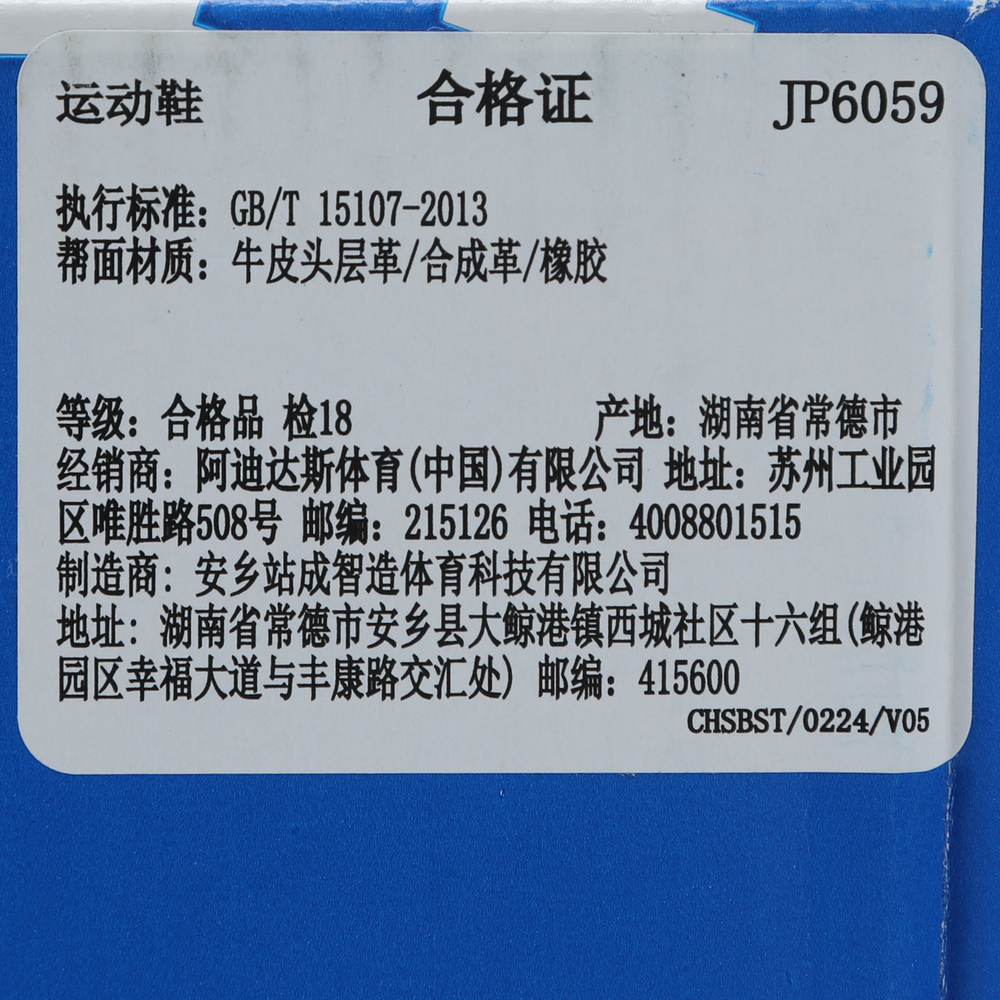 运动鞋 合格证 JP6059
执行标准：GB/T 15107-2013
帮面材质：牛皮头层革/合成革/橡胶
等级：合格品 检18 产地：湖南省常德市
经销商：阿迪达斯体育(中国)有限公司 地址：苏州工业园
区唯胜路508号 邮编：215126 电话：4008801515
制造商：安乡站成智造体育科技有限公司
地址：湖南省常德市安乡县大鲸港镇西城社区十六组(鲸港
园区幸福大道与丰康路交汇处) 邮编：415600
CHSBST/0224/V05